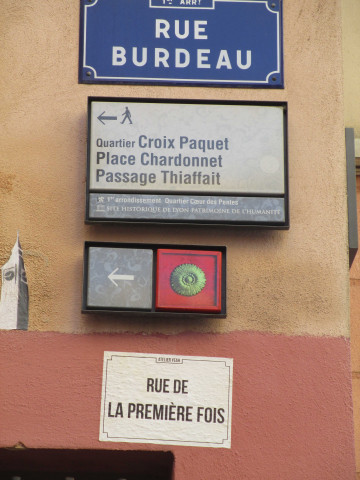 1er ARRT
RUE
BURDEAU
Quartier Croix Paquet
Place Chardonnet
Passage Thiaffait
1er arrondissement Quartier Cœur des Pentes
SITE HISTORIQUE DE LYON PATRIMOINE DE L'HUMANITÉ
RUE DE
LA PREMIÈRE FOIS